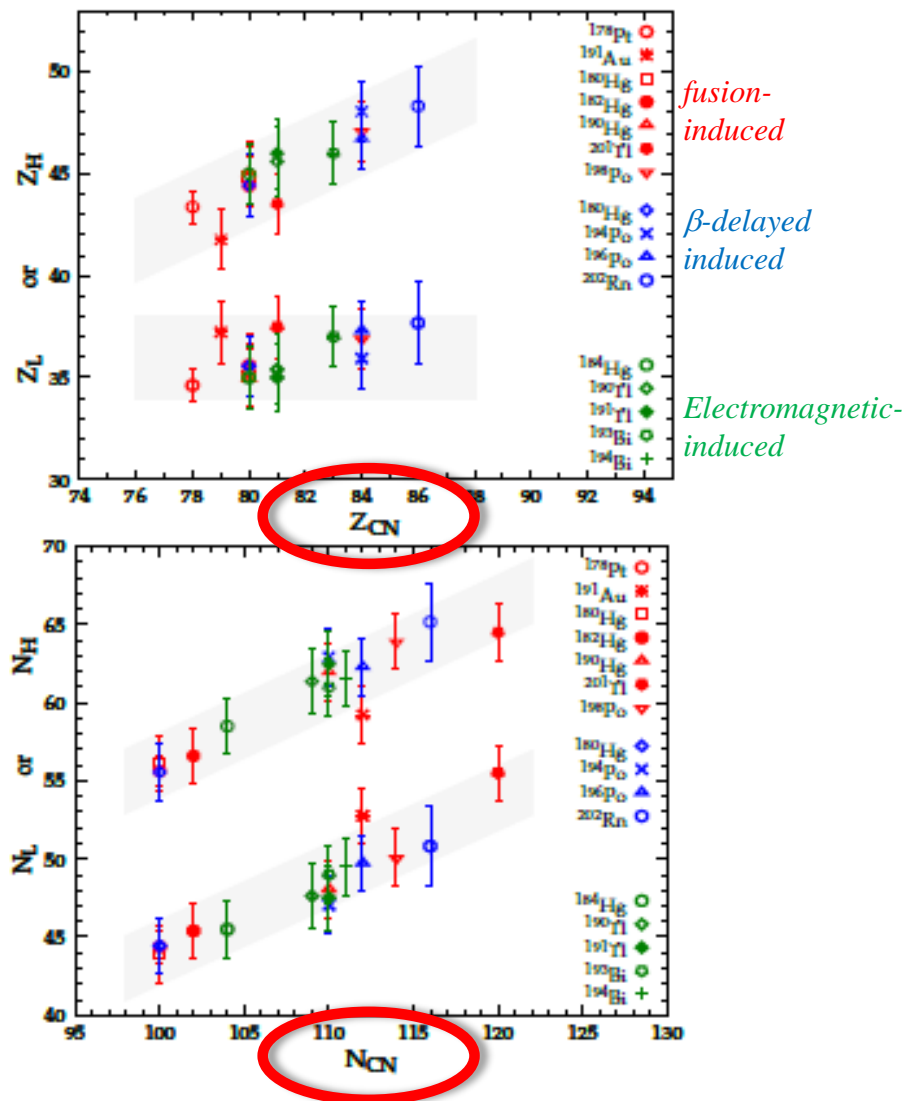 178Pt
191Au
180Hg
182Hg
190Hg
201Tl
198Po
fusion-
induced
180Hg
194Po
196Po
202Rn
β-delayed
induced
184Hg
190Tl
191Tl
193Bi
194Bi
Electromagnetic-
induced
Z_L or Z_H
50
45
40
35
30
74 76 78 80 82 84 86 88 90 92 94
Z_CN
178Pt
191Au
180Hg
182Hg
190Hg
201Tl
198Po
180Hg
194Po
196Po
202Rn
184Hg
190Tl
191Tl
193Bi
194Bi
N_L or N_H
70
65
60
55
50
45
40
95 100 105 110 115 120 125 130
N_CN